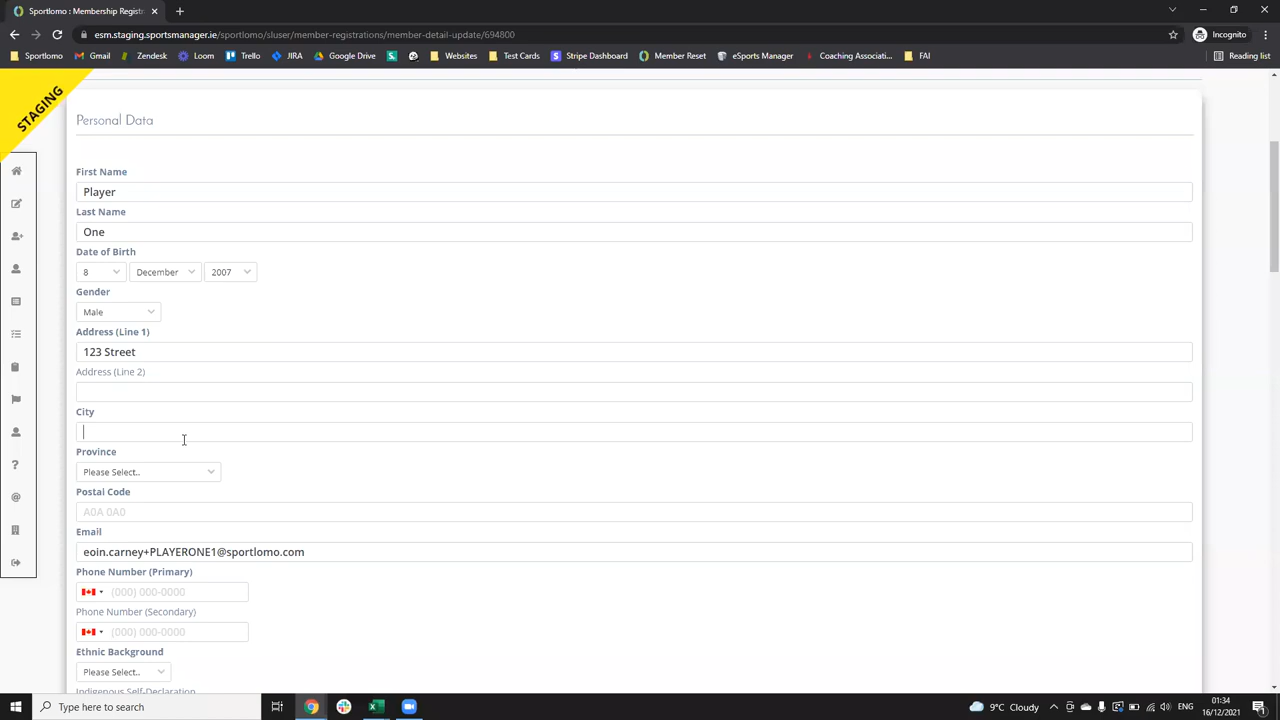 Sportlomo :: Membership Registr
esm.staging.sportsmanager.ie/sportlomo/sluser/member-registrations/member-detail-update/694800
Incognito
Sportlomo Gmail Zendesk Loom Trello JIRA Google Drive Support Test Cards Stripe Dashboard Member Reset eSports Manager Coaching Associati... FAI Reading list
STAGING
Personal Data
First Name
Player
Last Name
One
Date of Birth
8 December 2007
Gender
Male
Address (Line 1)
123 Street
Address (Line 2)
City
Province
Please Select..
Postal Code
A0A 0A0
Email
eoin.carney+PLAYERONE1@sportlomo.com
Phone Number (Primary)
(000) 000-0000
Phone Number (Secondary)
(000) 000-0000
Ethnic Background
Please Select..
Indigenous Self-Declaration
Type here to search
9°C Cloudy
ENG
01:34
16/12/2021